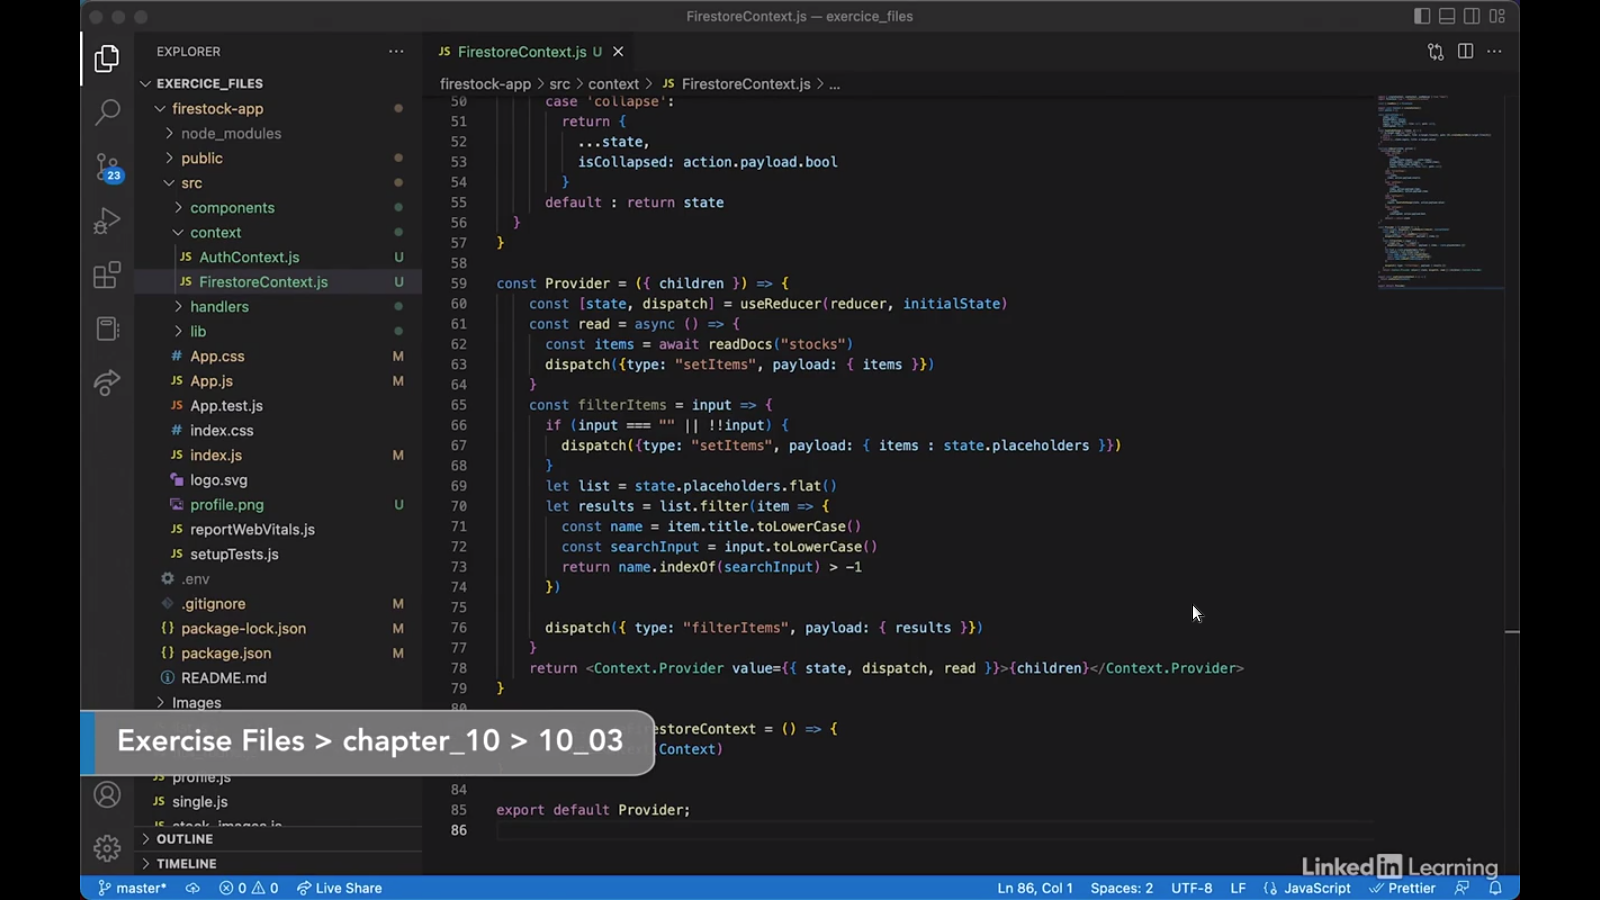 FirestoreContext.js — exercice_files
EXPLORER
EXERCICE_FILES
firestock-app
node_modules
public
src
components
context
JS AuthContext.js U
JS FirestoreContext.js U
handlers
lib
# App.css M
JS App.js M
JS App.test.js
# index.css
JS index.js M
logo.svg
profile.png U
JS reportWebVitals.js
JS setupTests.js
.env
.gitignore M
{} package-lock.json M
{} package.json M
README.md
Images
JS profile.js
JS single.js
JS stock_images.js
OUTLINE
TIMELINE
23
JS FirestoreContext.js U
firestock-app > src > context > JS FirestoreContext.js > ...
50 case 'collapse':
51 return {
52 ...state,
53 isCollapsed: action.payload.bool
54 }
55 default : return state
56 }
57 }
58
59 const Provider = ({ children }) => {
60 const [state, dispatch] = useReducer(reducer, initialState)
61 const read = async () => {
62 const items = await readDocs("stocks")
63 dispatch({type: "setItems", payload: { items }})
64 }
65 const filterItems = input => {
66 if (input === "" || !!input) {
67 dispatch({type: "setItems", payload: { items : state.placeholders }})
68 }
69 let list = state.placeholders.flat()
70 let results = list.filter(item => {
71 const name = item.title.toLowerCase()
72 const searchInput = input.toLowerCase()
73 return name.indexOf(searchInput) > -1
74 })
75
76 dispatch({ type: "filterItems", payload: { results }})
77 }
78 return <Context.Provider value={{ state, dispatch, read }}>{children}</Context.Provider>
79 }
80
restoreContext = () => {
(Context)
84
85 export default Provider;
86
Exercise Files > chapter_10 > 10_03
LinkedIn Learning
master* 0 0 Live Share Ln 86, Col 1 Spaces: 2 UTF-8 LF {} JavaScript Prettier